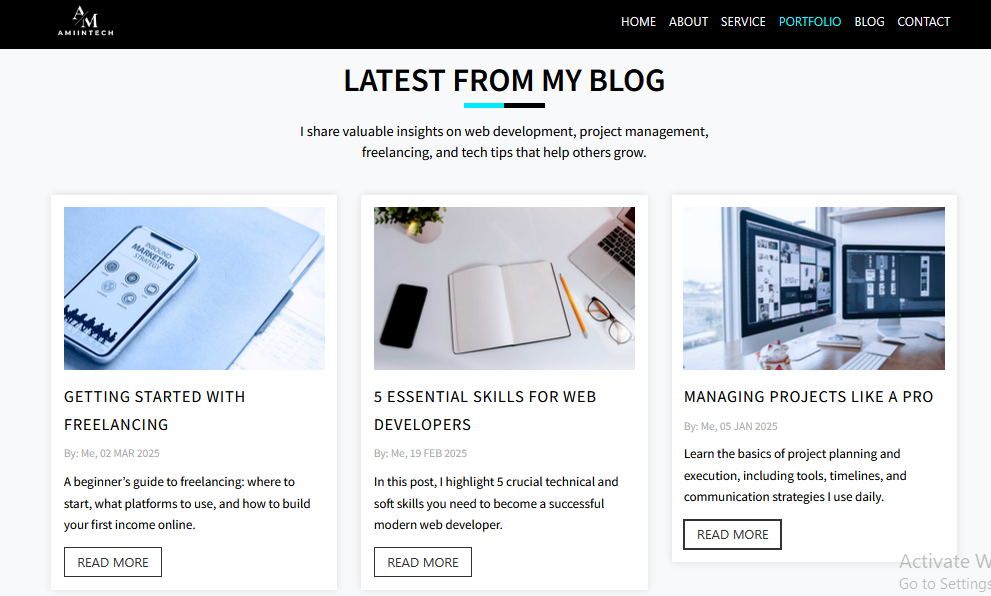 AM
AMIINTECH
HOME ABOUT SERVICE PORTFOLIO BLOG CONTACT
LATEST FROM MY BLOG
I share valuable insights on web development, project management,
freelancing, and tech tips that help others grow.
INBOUND
MARKETING
STRATEGY
GETTING STARTED WITH
FREELANCING
By: Me, 02 MAR 2025
A beginner’s guide to freelancing: where to
start, what platforms to use, and how to build
your first income online.
READ MORE
5 ESSENTIAL SKILLS FOR WEB
DEVELOPERS
By: Me, 19 FEB 2025
In this post, I highlight 5 crucial technical and
soft skills you need to become a successful
modern web developer.
READ MORE
MANAGING PROJECTS LIKE A PRO
By: Me, 05 JAN 2025
Learn the basics of project planning and
execution, including tools, timelines, and
communication strategies I use daily.
READ MORE
Activate W
Go to Settings